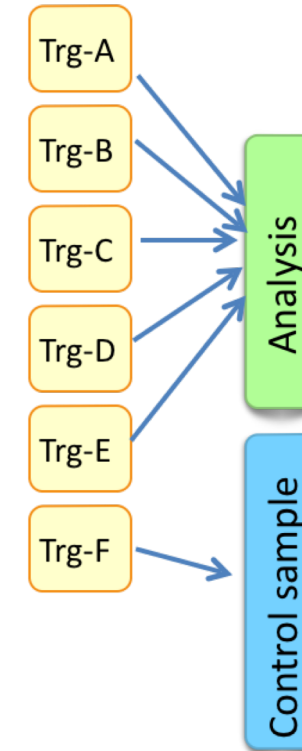 Trg-A
Trg-B
Trg-C
Trg-D
Trg-E
Trg-F
Analysis
Control sample